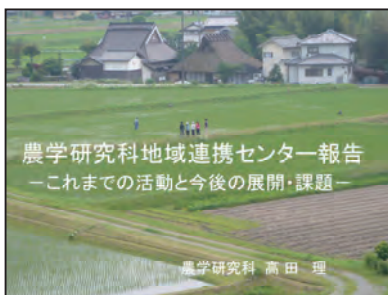 農学研究科地域連携センター報告
－これまでの活動と今後の展開・課題－
農学研究科 高田 理